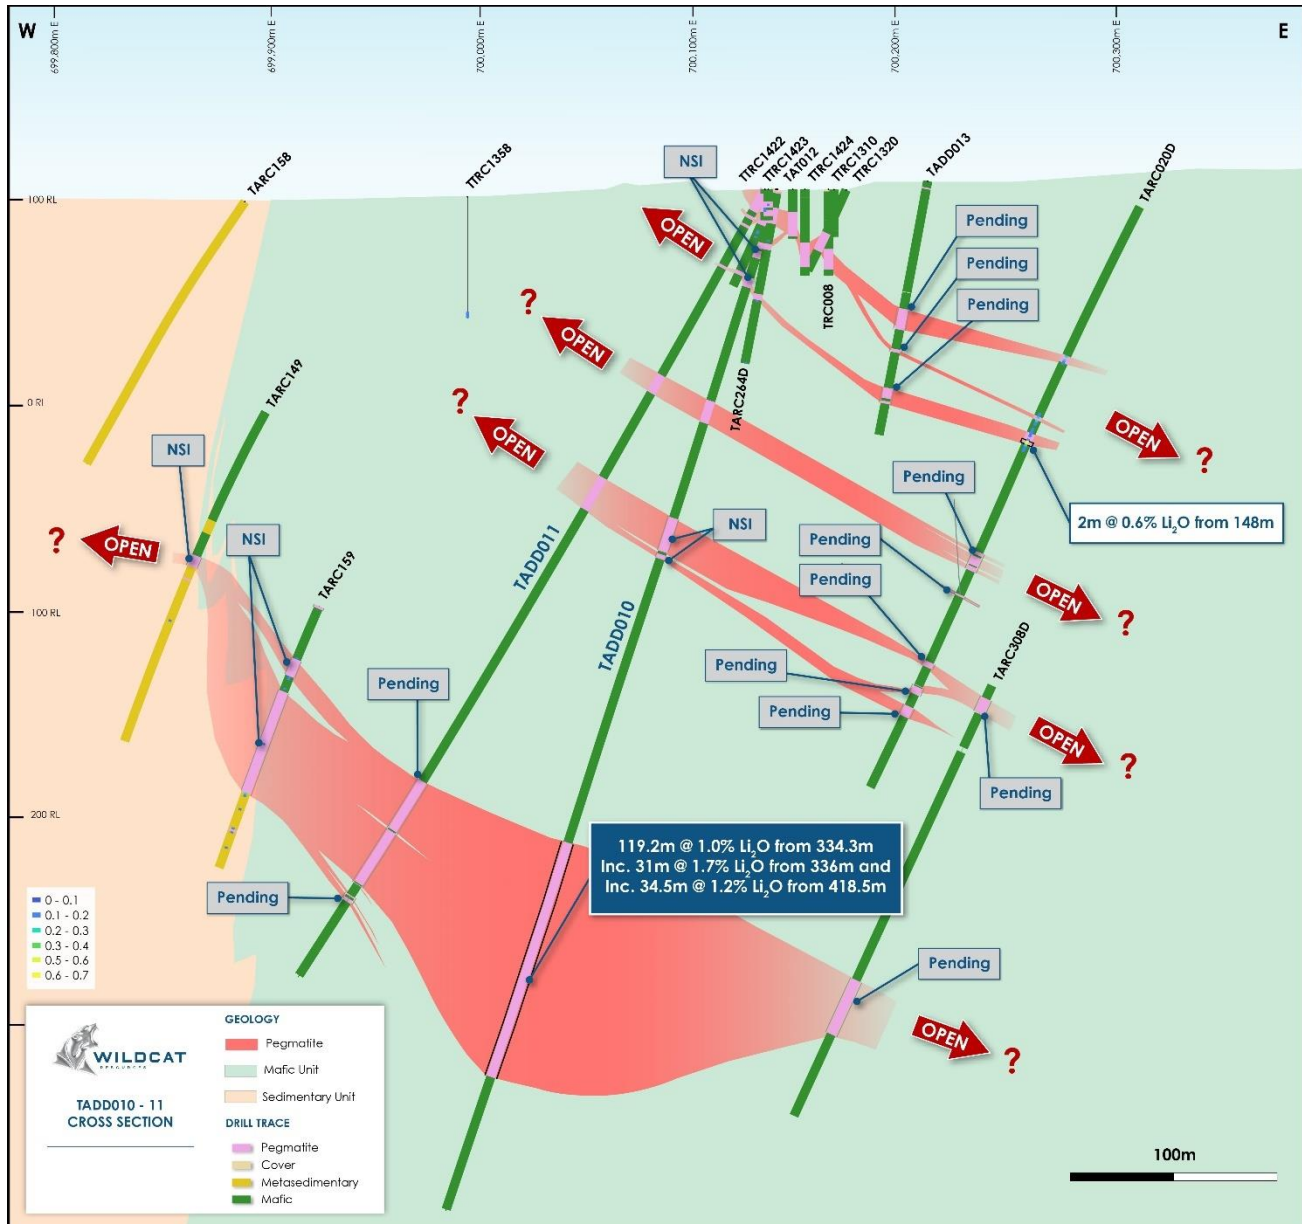 W
E
699,800m E
699,900m E
700,000m E
700,100m E
700,200m E
700,300m E
TARC158
TTRC1358
NSI
TTRC1422
TTRC1423
TAT012
TTRC1424
TTRC1310
TTRC1320
TADD013
TARC020D
100 RL
OPEN
Pending
Pending
Pending
?
OPEN
TRC008
TARC264D
?
OPEN
0 RL
TARC149
NSI
OPEN
?
Pending
2m @ 0.6% Li₂O from 148m
? OPEN
NSI
NSI
TADD011
TADD010
Pending
Pending
OPEN
?
100 RL
TARC159
TARC308D
Pending
Pending
Pending
OPEN
?
Pending
200 RL
119.2m @ 1.0% Li₂O from 334.3m
Inc. 31m @ 1.7% Li₂O from 336m and
Inc. 34.5m @ 1.2% Li₂O from 418.5m
Pending
Pending
OPEN
?
0 - 0.1
0.1 - 0.2
0.2 - 0.3
0.3 - 0.4
0.5 - 0.6
0.6 - 0.7
WILDCAT
RESOURCES
TADD010 - 11
CROSS SECTION
GEOLOGY
Pegmatite
Mafic Unit
Sedimentary Unit
DRILL TRACE
Pegmatite
Cover
Metasedimentary
Mafic
100m